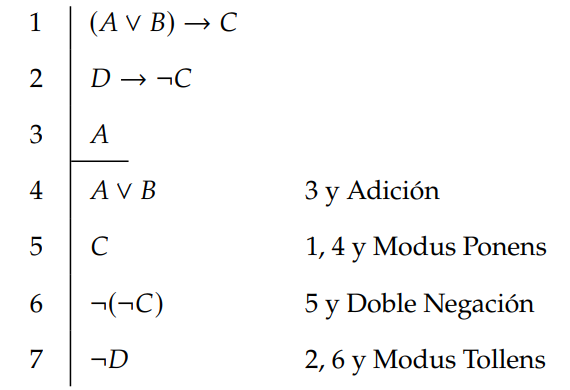 1 (A ∨ B) → C
2 D → ¬C
3 A
4 A ∨ B 3 y Adición
5 C 1, 4 y Modus Ponens
6 ¬(¬C) 5 y Doble Negación
7 ¬D 2, 6 y Modus Tollens